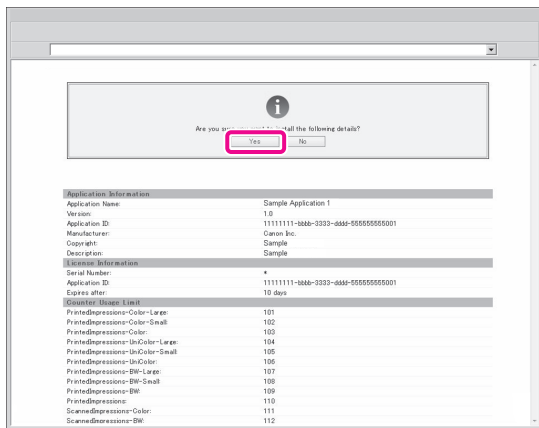 Are you sure you want to install the following details?
Yes No
Application Information
Application Name: Sample Application 1
Version: 1.0
Application ID: 11111111-bbbb-3333-dddd-555555555001
Manufacturer: Canon Inc.
Copyright: Sample
Description: Sample
License Information
Serial Number: *
Application ID: 11111111-bbbb-3333-dddd-555555555001
Expires after: 10 days
Counter Usage Limit
PrintedImpressions-Color-Large: 101
PrintedImpressions-Color-Small: 102
PrintedImpressions-Color: 103
PrintedImpressions-UniColor-Large: 104
PrintedImpressions-UniColor-Small: 105
PrintedImpressions-UniColor: 106
PrintedImpressions-BW-Large: 107
PrintedImpressions-BW-Small: 108
PrintedImpressions-BW: 109
PrintedImpressions: 110
ScannedImpressions-Color: 111
ScannedImpressions-BW: 112